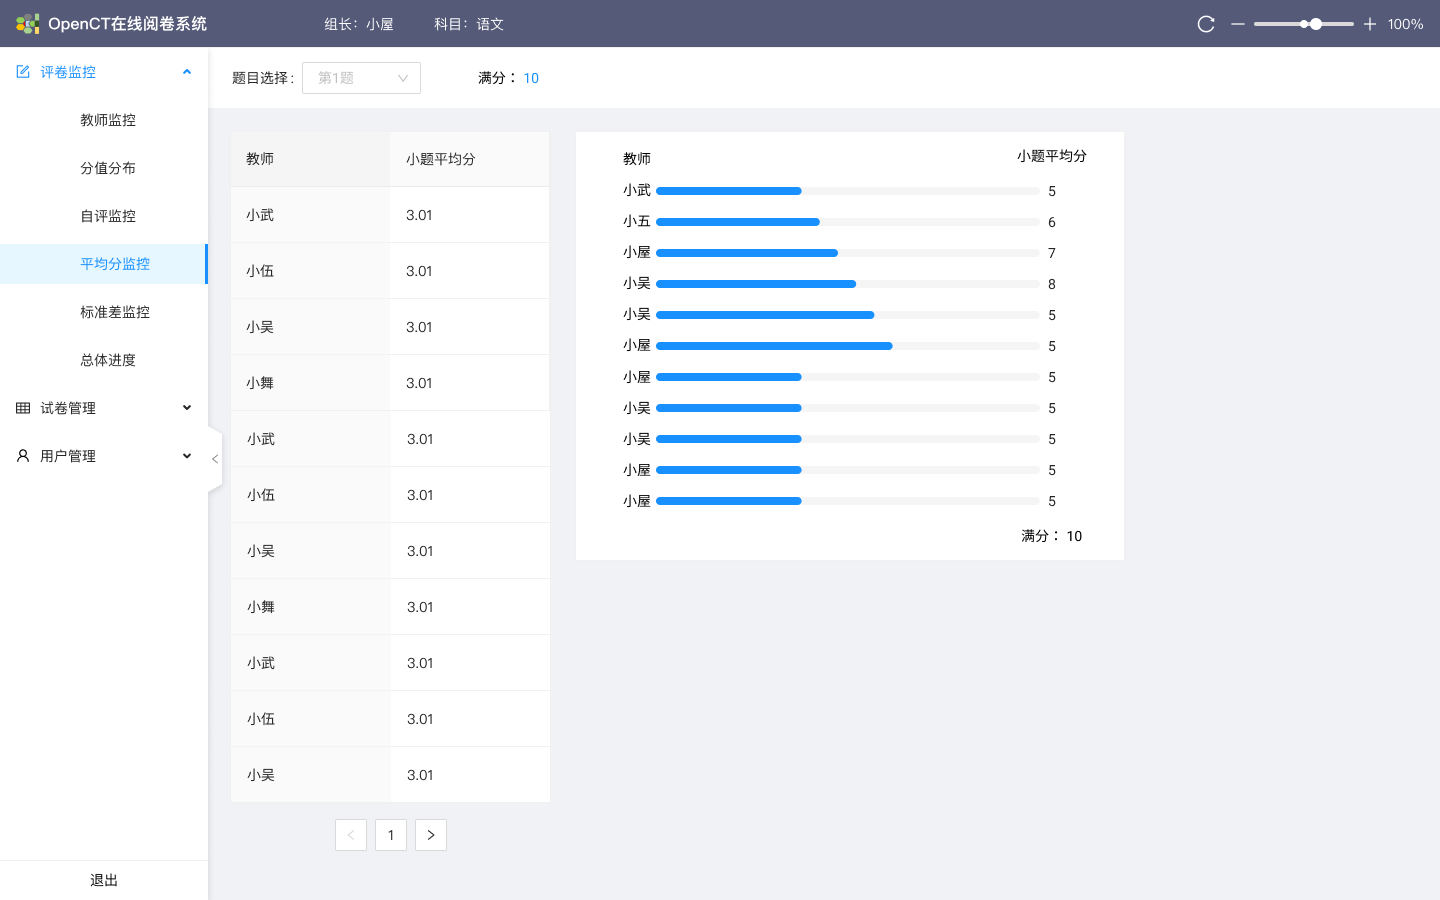 OpenCT在线阅卷系统
组长：小屋
科目：语文
100%
评卷监控
教师监控
分值分布
自评监控
平均分监控
标准差监控
总体进度
试卷管理
用户管理
退出
题目选择：
第1题
满分： 10
教师 小题平均分
小武 3.01
小伍 3.01
小吴 3.01
小舞 3.01
小武 3.01
小伍 3.01
小吴 3.01
小舞 3.01
小武 3.01
小伍 3.01
小吴 3.01
1
教师 小题平均分
小武 5
小五 6
小屋 7
小吴 8
小吴 5
小屋 5
小屋 5
小吴 5
小吴 5
小屋 5
小屋 5
满分： 10